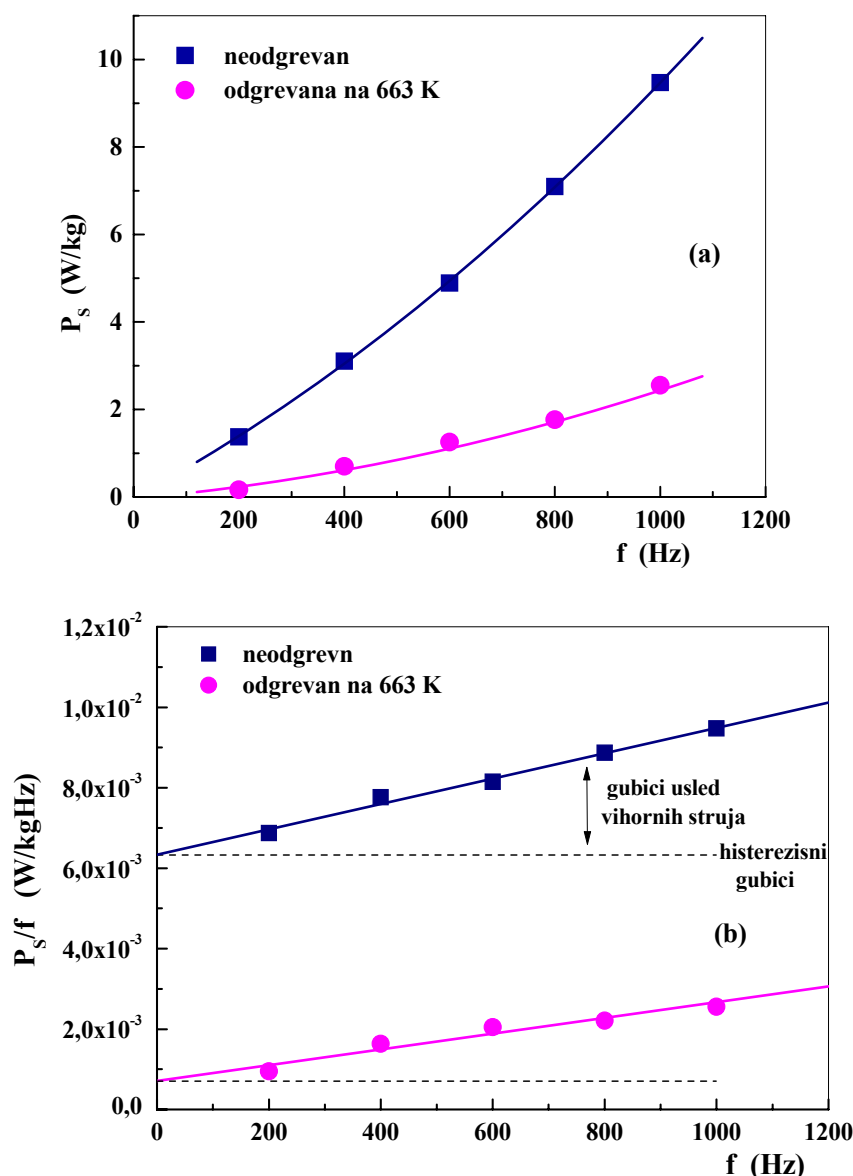 10
8
6
4
2
0
P_S (W/kg)
neodgrevan
odgrevana na 663 K
(a)
0 200 400 600 800 1000 1200
f (Hz)
1,2x10^-2
1,0x10^-2
8,0x10^-3
6,0x10^-3
4,0x10^-3
2,0x10^-3
0,0
P_S/f (W/kgHz)
neodgrevn
odgrevan na 663 K
gubici usled
vihornih struja
histerezisni
gubici
(b)
0 200 400 600 800 1000 1200
f (Hz)